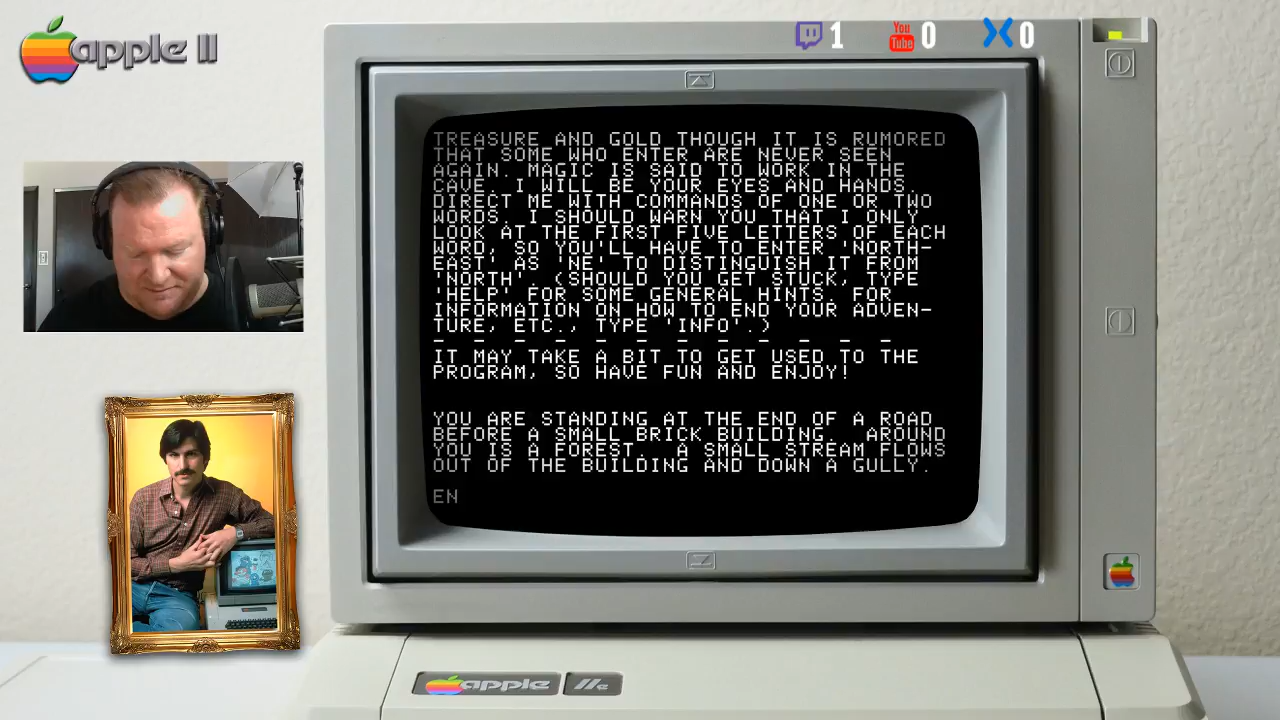 apple II
1
You
Tube
0
0
TREASURE AND GOLD THOUGH IT IS RUMORED
THAT SOME WHO ENTER ARE NEVER SEEN
AGAIN. MAGIC IS SAID TO WORK IN THE
CAVE. I WILL BE YOUR EYES AND HANDS.
DIRECT ME WITH COMMANDS OF ONE OR TWO
WORDS. I SHOULD WARN YOU THAT I ONLY
LOOK AT THE FIRST FIVE LETTERS OF EACH
WORD, SO YOU'LL HAVE TO ENTER 'NORTH-
EAST' AS 'NE' TO DISTINGUISH IT FROM
'NORTH'. (SHOULD YOU GET STUCK, TYPE
'HELP' FOR SOME GENERAL HINTS. FOR
INFORMATION ON HOW TO END YOUR ADVEN-
TURE, ETC., TYPE 'INFO'.)
- - - - - - - - - - - -
IT MAY TAKE A BIT TO GET USED TO THE
PROGRAM, SO HAVE FUN AND ENJOY!
YOU ARE STANDING AT THE END OF A ROAD
BEFORE A SMALL BRICK BUILDING. AROUND
YOU IS A FOREST. A SMALL STREAM FLOWS
OUT OF THE BUILDING AND DOWN A GULLY.
EN
apple //e